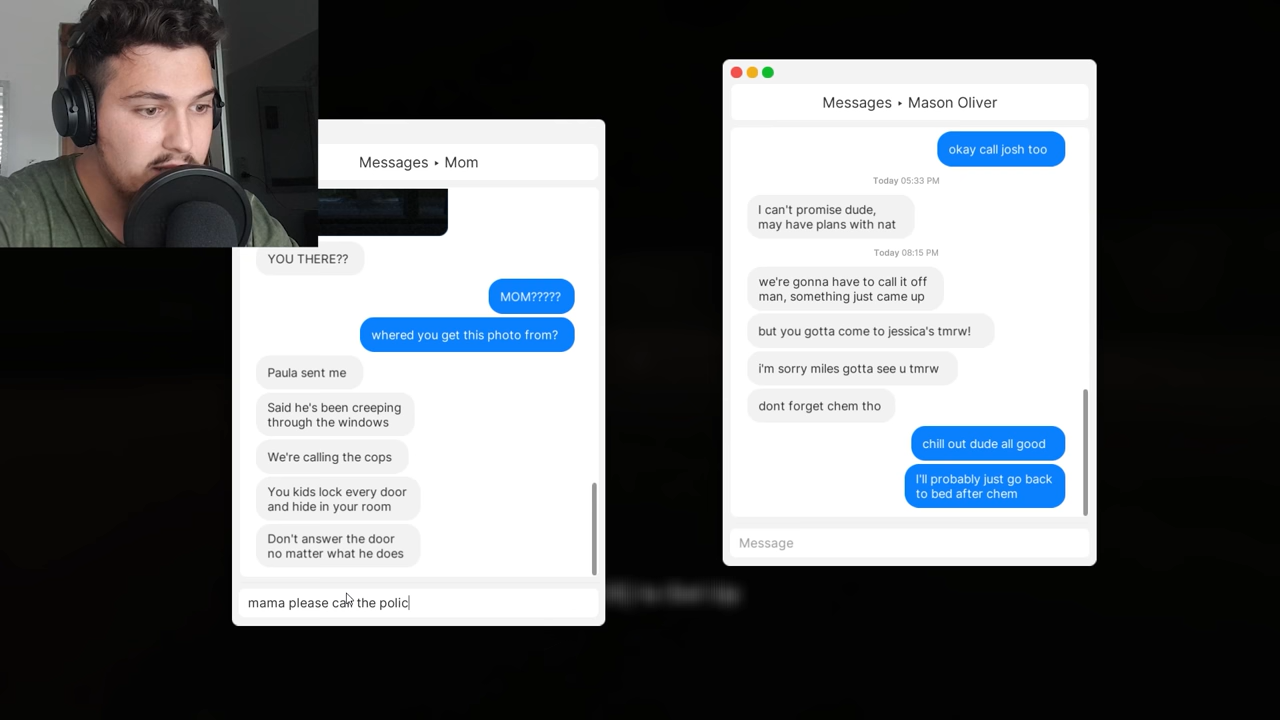 Messages ‣ Mom
YOU THERE??
MOM?????
whered you get this photo from?
Paula sent me
Said he's been creeping
through the windows
We're calling the cops
You kids lock every door
and hide in your room
Don't answer the door
no matter what he does
mama please call the polic
Messages ‣ Mason Oliver
okay call josh too
Today 05:33 PM
I can't promise dude,
may have plans with nat
Today 08:15 PM
we're gonna have to call it off
man, something just came up
but you gotta come to jessica's tmrw!
i'm sorry miles gotta see u tmrw
dont forget chem tho
chill out dude all good
I'll probably just go back
to bed after chem
Message